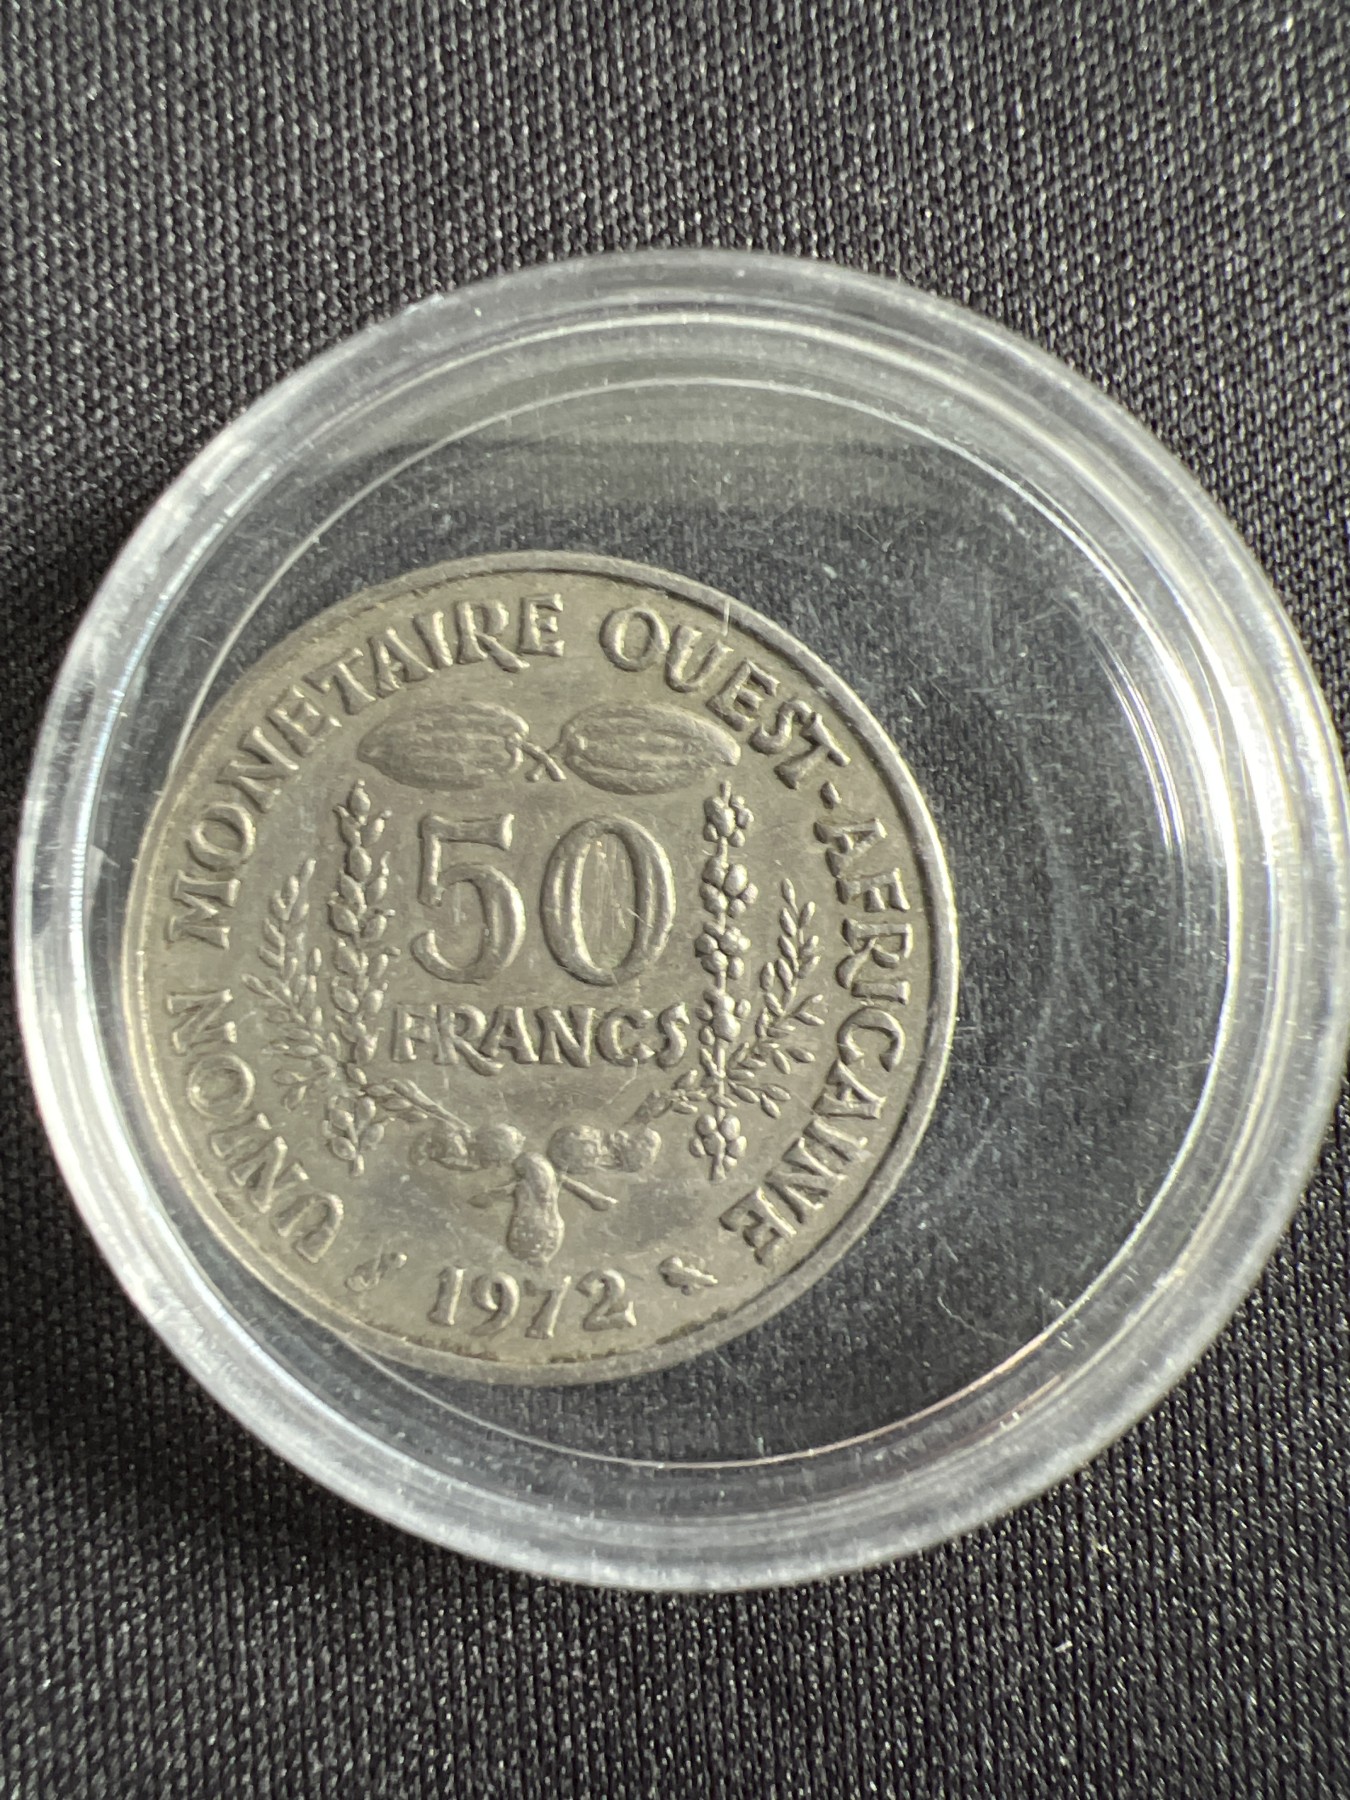 UNION MONETAIRE OUEST-AFRICAINE
50
FRANCS
1972